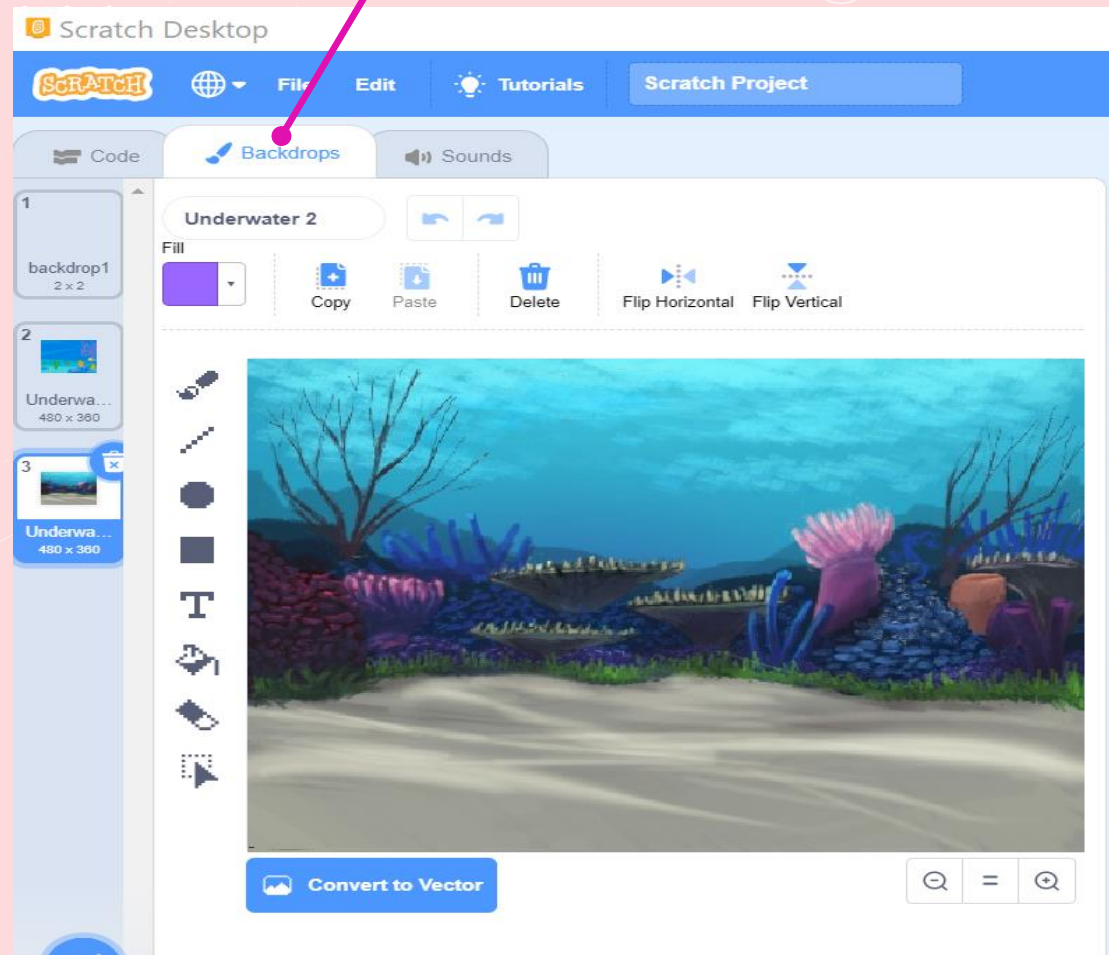 Scratch Desktop
SCRATCH File Edit Tutorials Scratch Project
Code Backdrops Sounds
1
backdrop1
2 x 2
2
Underwa...
480 x 360
3
Underwa...
480 x 360
Underwater 2
Fill
Copy Paste Delete Flip Horizontal Flip Vertical
T
Convert to Vector